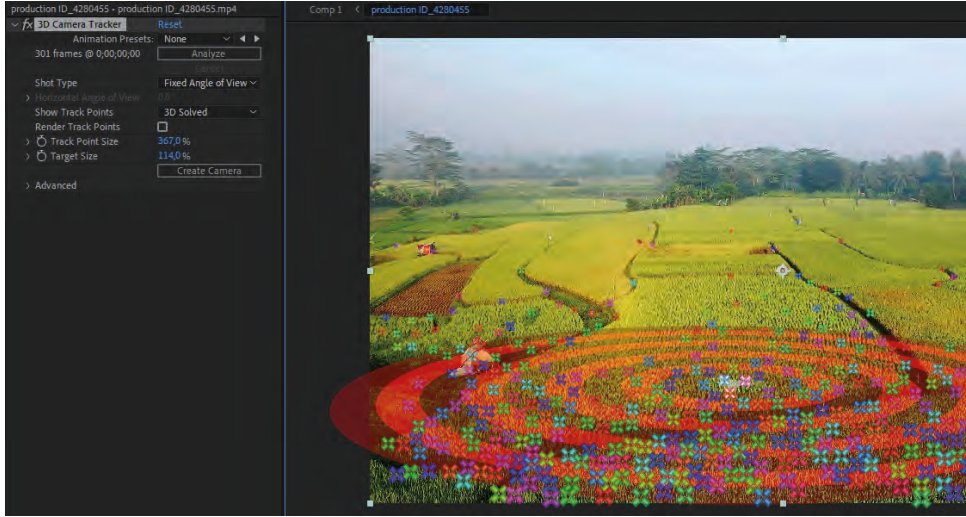 production ID_4280455 • production ID_4280455.mp4
fx 3D Camera Tracker Reset
Animation Presets: None
301 frames @ 0;00;00;00 Analyze
Shot Type Fixed Angle of View
Horizontal Angle of View 0,0
Show Track Points 3D Solved
Render Track Points
Track Point Size 367,0 %
Target Size 114,0 %
Create Camera
Advanced
Comp 1 production ID_4280455